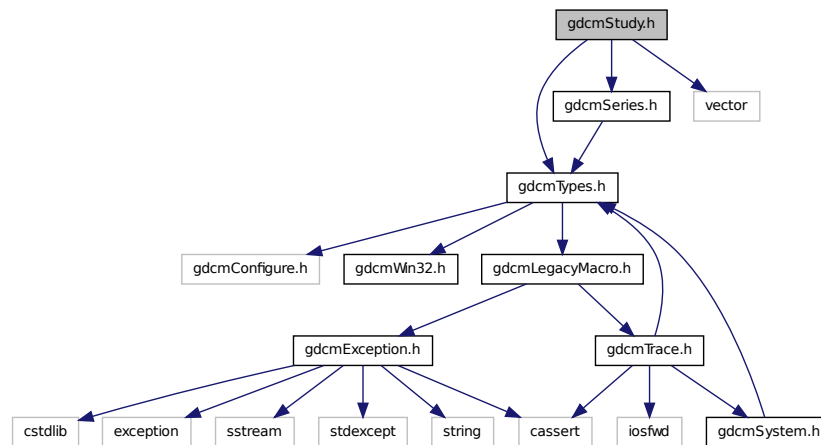 gdcmStudy.h
gdcmSeries.h
vector
gdcmTypes.h
gdcmConfigure.h
gdcmWin32.h
gdcmLegacyMacro.h
gdcmException.h
gdcmTrace.h
cstdlib
exception
sstream
stdexcept
string
cassert
iosfwd
gdcmSystem.h